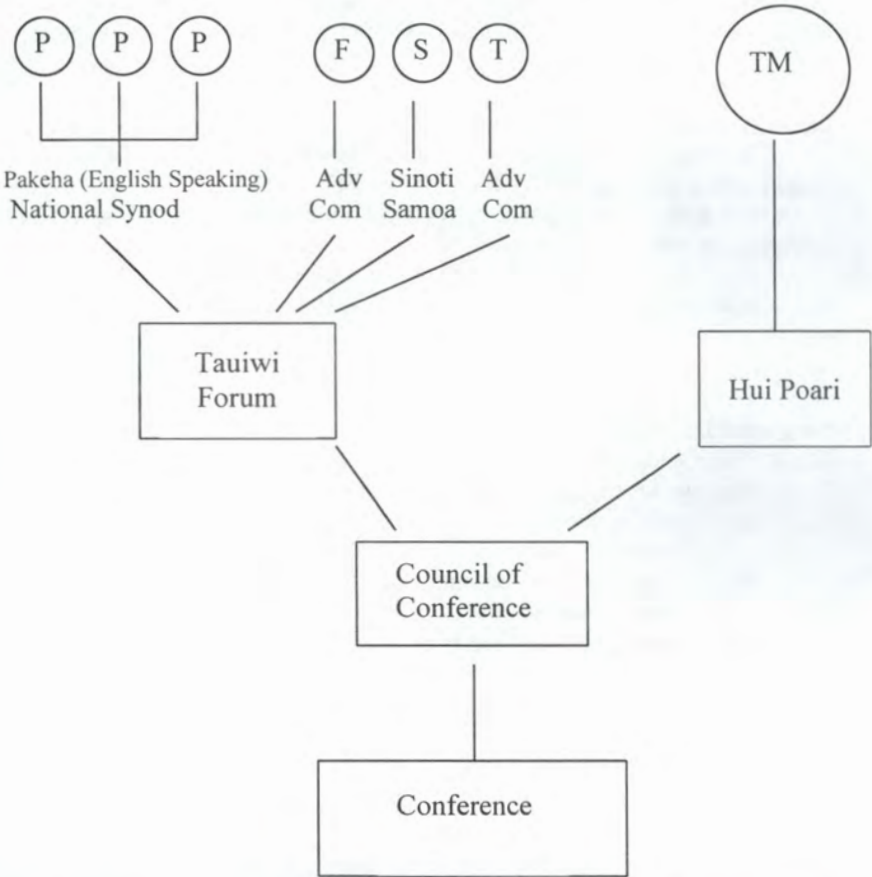 P P P F S T TM
Pakeha (English Speaking)
National Synod
Adv
Com
Sinoti
Samoa
Adv
Com
Tauiwi
Forum
Hui Poari
Council of
Conference
Conference